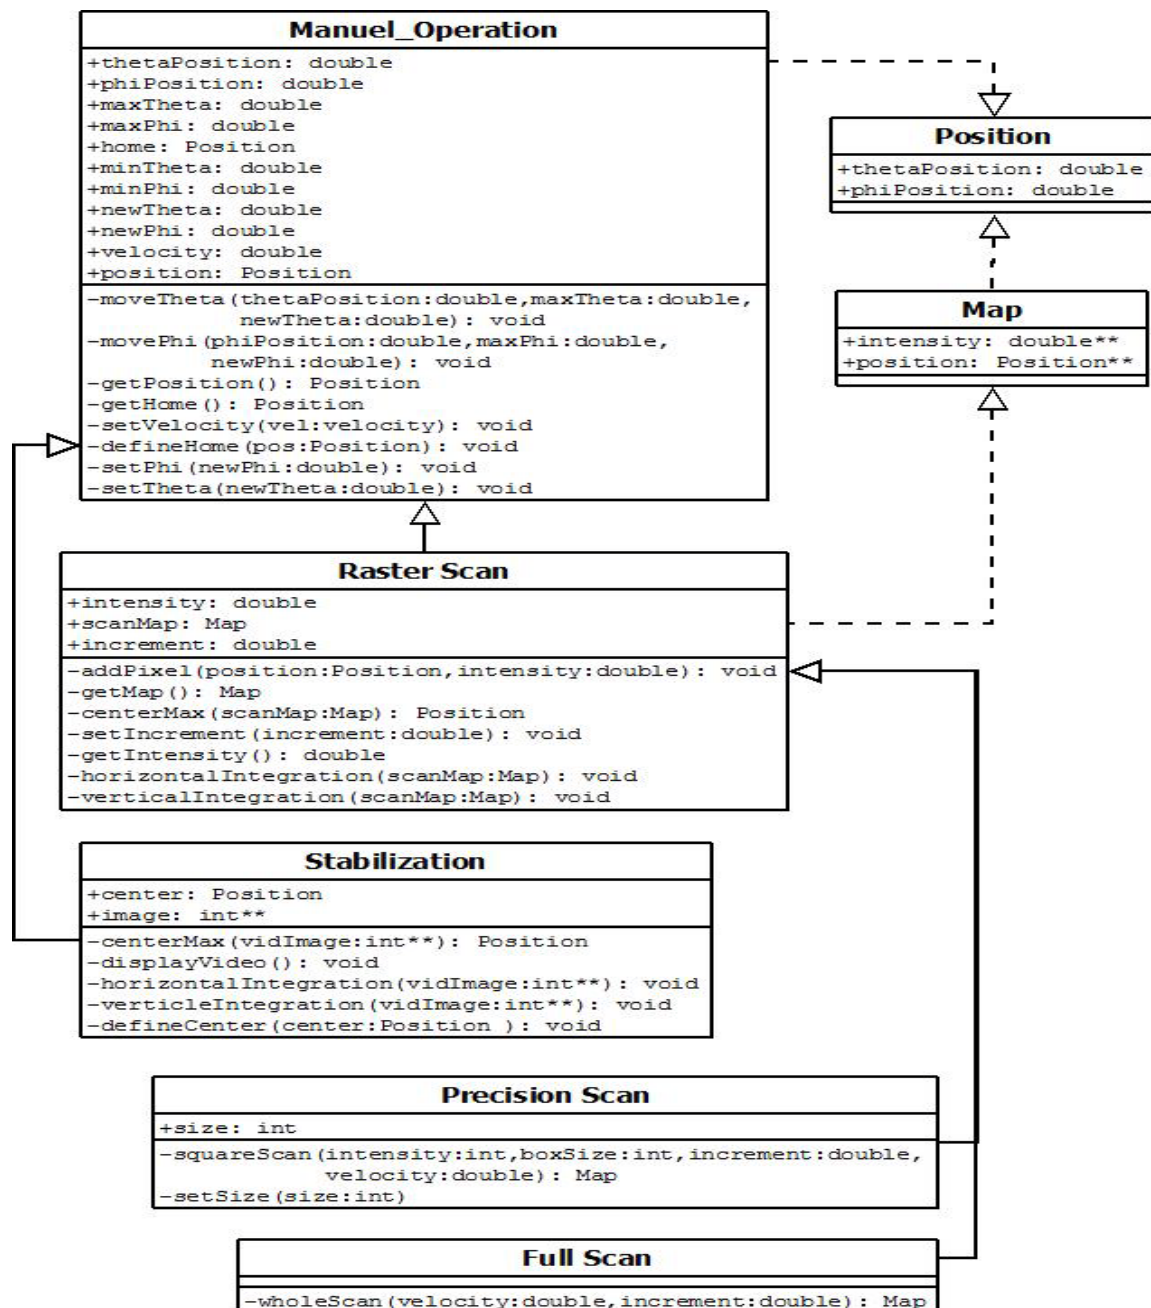 Manuel_Operation
+thetaPosition: double
+phiPosition: double
+maxTheta: double
+maxPhi: double
+home: Position
+minTheta: double
+minPhi: double
+newTheta: double
+newPhi: double
+velocity: double
+position: Position
-moveTheta(thetaPosition:double,maxTheta:double,
newTheta:double): void
-movePhi(phiPosition:double,maxPhi:double,
newPhi:double): void
-getPosition(): Position
-getHome(): Position
-setVelocity(vel:velocity): void
-defineHome(pos:Position): void
-setPhi(newPhi:double): void
-setTheta(newTheta:double): void
Position
+thetaPosition: double
+phiPosition: double
Map
+intensity: double**
+position: Position**
Raster Scan
+intensity: double
+scanMap: Map
+increment: double
-addPixel(position:Position,intensity:double): void
-getMap(): Map
-centerMax(scanMap:Map): Position
-setIncrement(increment:double): void
-getIntensity(): double
-horizontalIntegration(scanMap:Map): void
-verticalIntegration(scanMap:Map): void
Stabilization
+center: Position
+image: int**
-centerMax(vidImage:int**): Position
-displayVideo(): void
-horizontalIntegration(vidImage:int**): void
-verticleIntegration(vidImage:int**): void
-defineCenter(center:Position ): void
Precision Scan
+size: int
-squareScan(intensity:int,boxSize:int,increment:double,
velocity:double): Map
-setSize(size:int)
Full Scan
-wholeScan(velocity:double,increment:double): Map